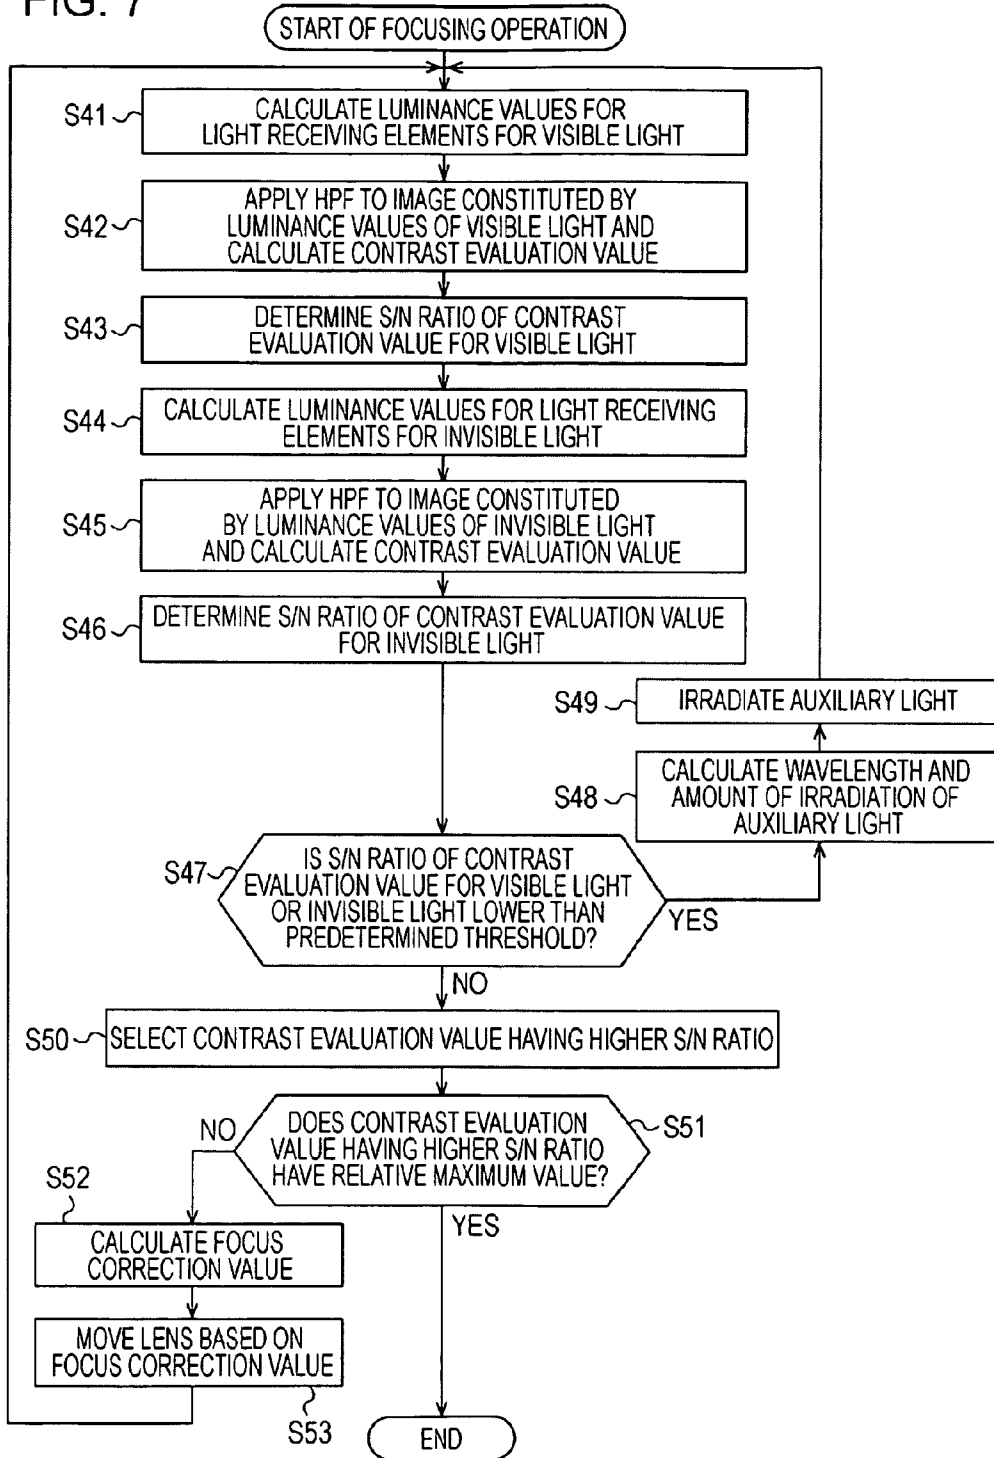 FIG. 7
START OF FOCUSING OPERATION
S41
CALCULATE LUMINANCE VALUES FOR
LIGHT RECEIVING ELEMENTS FOR VISIBLE LIGHT
S42
APPLY HPF TO IMAGE CONSTITUTED BY
LUMINANCE VALUES OF VISIBLE LIGHT AND
CALCULATE CONTRAST EVALUATION VALUE
S43
DETERMINE S/N RATIO OF CONTRAST
EVALUATION VALUE FOR VISIBLE LIGHT
S44
CALCULATE LUMINANCE VALUES FOR LIGHT RECEIVING
ELEMENTS FOR INVISIBLE LIGHT
S45
APPLY HPF TO IMAGE CONSTITUTED
BY LUMINANCE VALUES OF INVISIBLE LIGHT
AND CALCULATE CONTRAST EVALUATION VALUE
S46
DETERMINE S/N RATIO OF CONTRAST EVALUATION VALUE
FOR INVISIBLE LIGHT
S49
IRRADIATE AUXILIARY LIGHT
S48
CALCULATE WAVELENGTH AND
AMOUNT OF IRRADIATION OF
AUXILIARY LIGHT
S47
IS S/N RATIO OF CONTRAST
EVALUATION VALUE FOR VISIBLE LIGHT
OR INVISIBLE LIGHT LOWER THAN
PREDETERMINED THRESHOLD?
YES
NO
S50
SELECT CONTRAST EVALUATION VALUE HAVING HIGHER S/N RATIO
S51
DOES CONTRAST EVALUATION
VALUE HAVING HIGHER S/N RATIO
HAVE RELATIVE MAXIMUM VALUE?
NO
YES
S52
CALCULATE FOCUS
CORRECTION VALUE
MOVE LENS BASED ON
FOCUS CORRECTION VALUE
S53
END